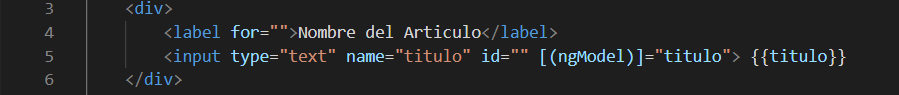 3 <div>
4 <label for="">Nombre del Articulo</label>
5 <input type="text" name="titulo" id="" [(ngModel)]="titulo"> {{titulo}}
6 </div>